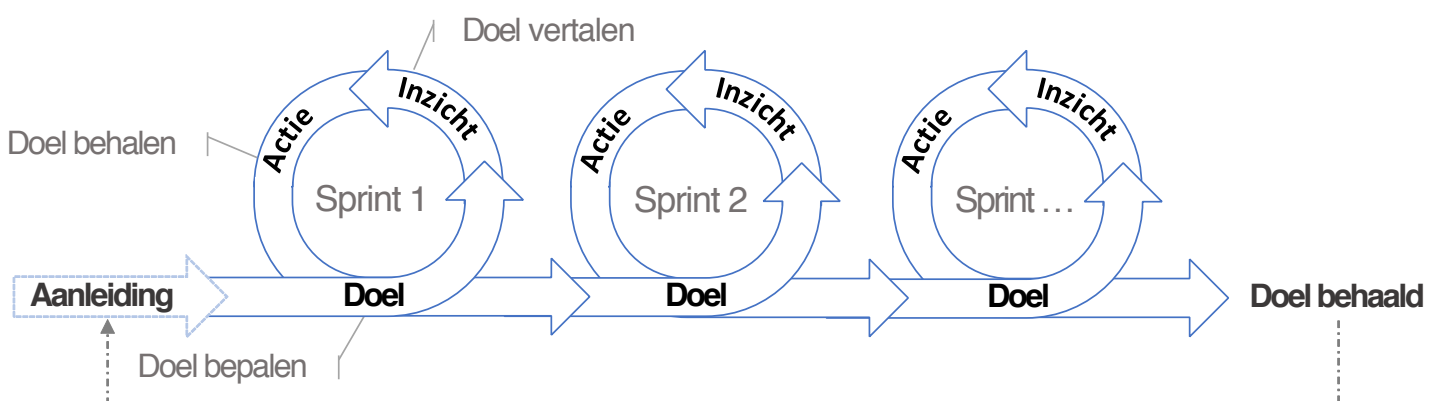 Doel vertalen
Inzicht
Inzicht
Inzicht
Actie
Actie
Actie
Doel behalen
Sprint 1
Sprint 2
Sprint …
Aanleiding
Doel
Doel
Doel
Doel behaald
Doel bepalen